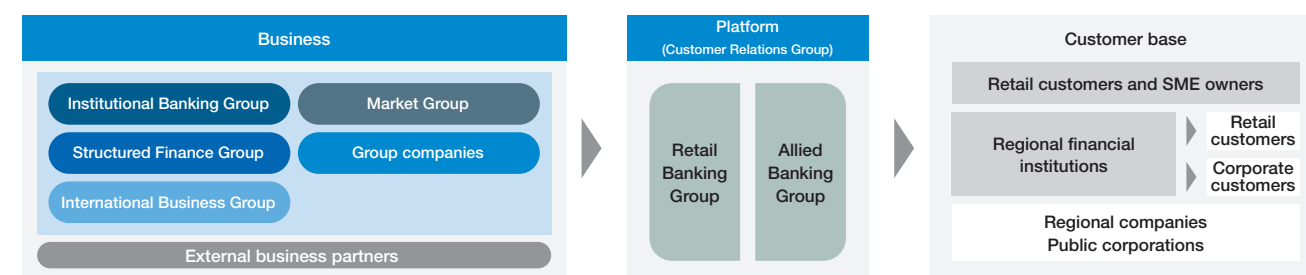 Business
Institutional Banking Group
Market Group
Structured Finance Group
Group companies
International Business Group
External business partners
Platform
(Customer Relations Group)
Retail
Banking
Group
Allied
Banking
Group
Customer base
Retail customers and SME owners
Regional financial
institutions
Retail
customers
Corporate
customers
Regional companies
Public corporations